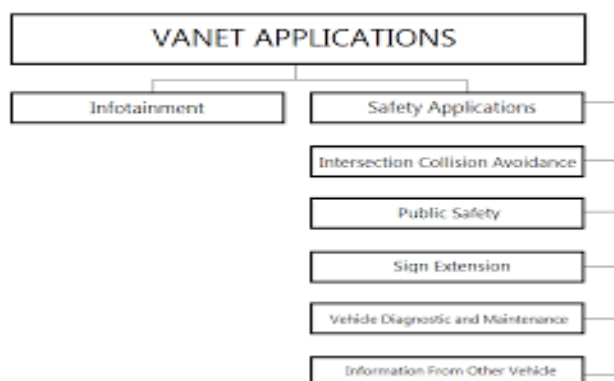 VANET APPLICATIONS
Infotainment
Safety Applications
Intersection Collision Avoidance
Public Safety
Sign Extension
Vehicle Diagnostic and Maintenance
Information From Other Vehicle